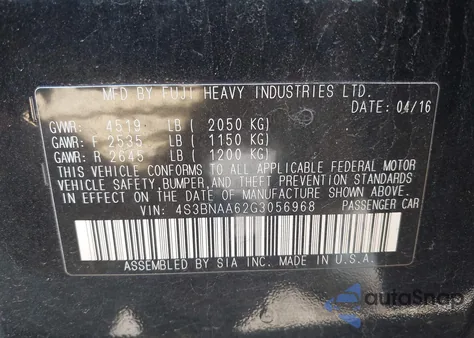 MFD BY FUJI HEAVY INDUSTRIES LTD.
DATE: 04/16
GVWR: 4519 LB ( 2050 KG)
GAWR: F 2535 LB ( 1150 KG)
GAWR: R 2645 LB ( 1200 KG)
THIS VEHICLE CONFORMS TO ALL APPLICABLE FEDERAL MOTOR
VEHICLE SAFETY, BUMPER, AND THEFT PREVENTION STANDARDS
IN EFFECT ON THE DATE OF MANUFACTURE SHOWN ABOVE.
VIN: 4S3BNAA62G3056968 PASSENGER CAR
ASSEMBLED BY SIA INC. MADE IN U.S.A.
autoSnap